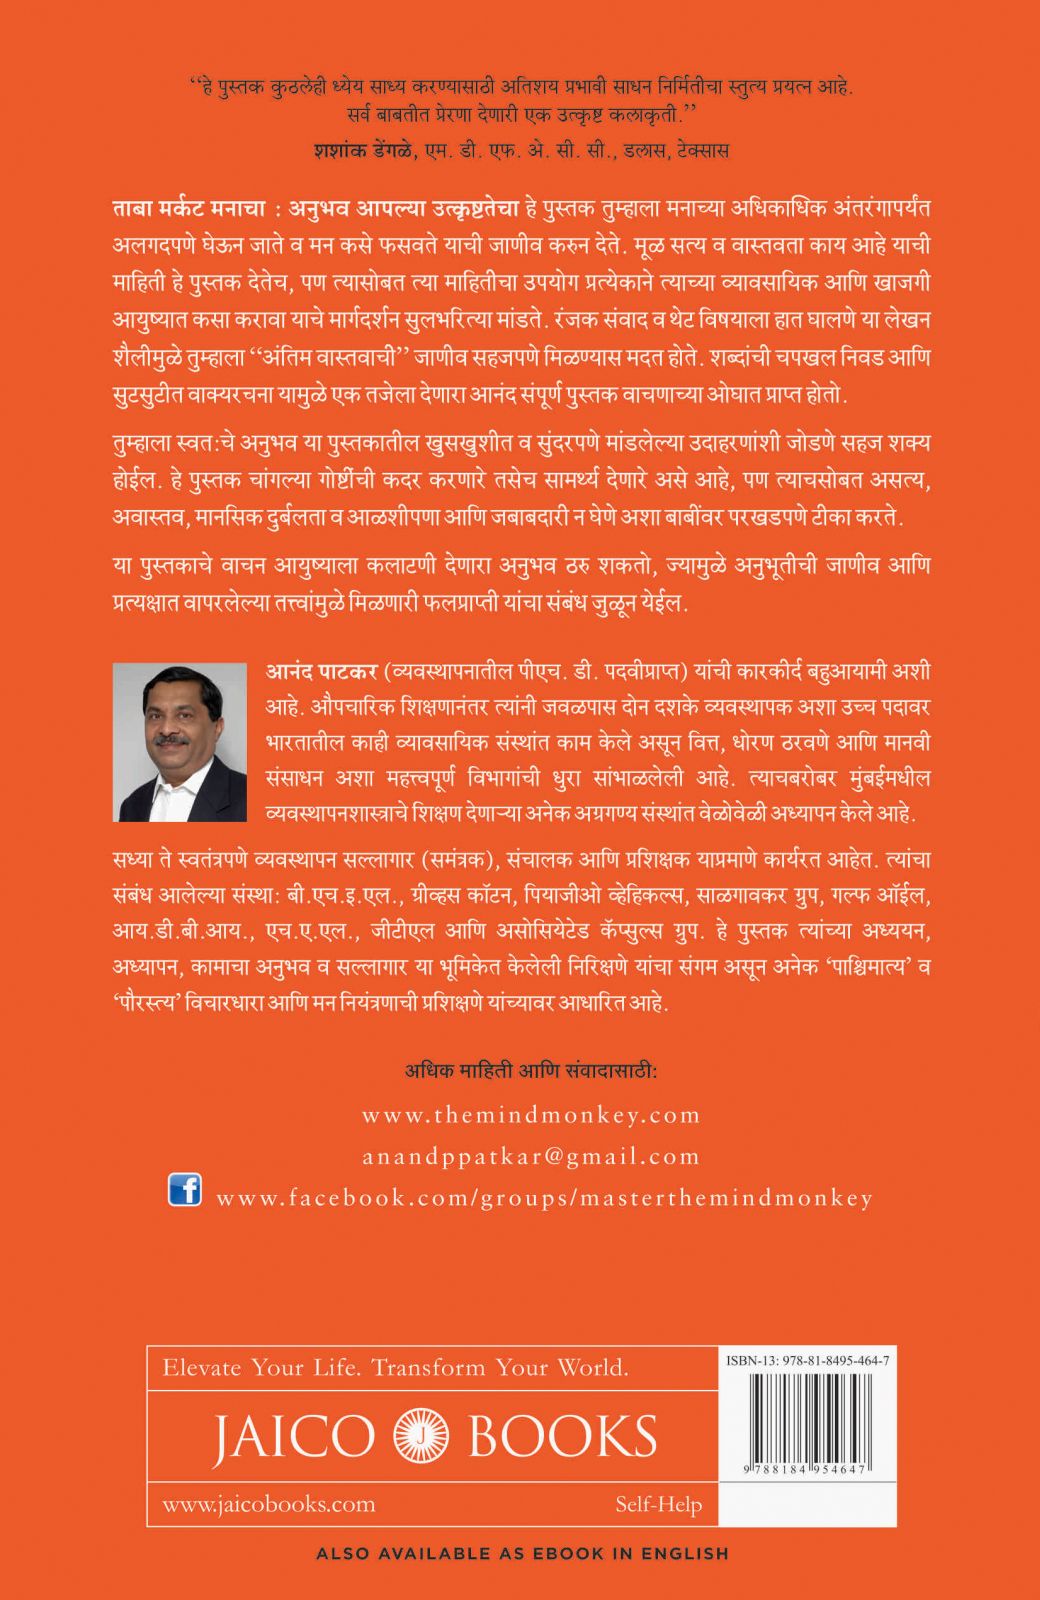 ‘‘हे पुस्तक कुठलेही ध्येय साध्य करण्यासाठी अतिशय प्रभावी साधन निर्मितीचा स्तुत्य प्रयत्न आहे.
सर्व बाबतीत प्रेरणा देणारी एक उत्कृष्ट कलाकृती.’’
शशांक डेंगळे, एम. डी. एफ. ए. सी. सी., डलास, टेक्सास
ताबा मर्कट मनाचा : अनुभव आपल्या उत्कृष्टतेचा हे पुस्तक तुम्हाला मनाच्या अधिकाधिक अंतरंगापर्यंत
अलगदपणे घेऊन जाते व मन कसे फसवते याची जाणीव करुन देते. मूळ सत्य व वास्तवता काय आहे याची
माहिती हे पुस्तक देतेच, पण त्यासोबत त्या माहितीचा उपयोग प्रत्येकाने त्याच्या व्यावसायिक आणि खाजगी
आयुष्यात कसा करावा याचे मार्गदर्शन सुलभरित्या मांडते. रंजक संवाद व थेट विषयाला हात घालणे या लेखन
शैलीमुळे तुम्हाला ‘‘अंतिम वास्तवाची’’ जाणीव सहजपणे मिळण्यास मदत होते. शब्दांची चपखल निवड आणि
सुटसुटीत वाक्यरचना यामुळे एक तजेला देणारा आनंद संपूर्ण पुस्तक वाचणाच्या ओघात प्राप्त होतो.
तुम्हाला स्वत:चे अनुभव या पुस्तकातील खुसखुशीत व सुंदरपणे मांडलेल्या उदाहरणांशी जोडणे सहज शक्य
होईल. हे पुस्तक चांगल्या गोष्टींची कदर करणारे तसेच सामर्थ्य देणारे असे आहे, पण त्याचसोबत असत्य,
अवास्तव, मानसिक दुर्बलता व आळशीपणा आणि जबाबदारी न घेणे अशा बाबींवर परखडपणे टीका करते.
या पुस्तकाचे वाचन आयुष्याला कलाटणी देणारा अनुभव ठरु शकतो, ज्यामुळे अनुभूतीची जाणीव आणि
प्रत्यक्षात वापरलेल्या तत्त्वांमुळे मिळणारी फलप्राप्ती यांचा संबंध जुळून येईल.
आनंद पाटकर (व्यवस्थापनातील पीएच. डी. पदवीप्राप्त) यांची कारकीर्द बहुआयामी अशी
आहे. औपचारिक शिक्षणानंतर त्यांनी जवळपास दोन दशके व्यवस्थापक अशा उच्च पदावर
भारतातील काही व्यावसायिक संस्थांत काम केले असून वित्त, धोरण ठरवणे आणि मानवी
संसाधन अशा महत्त्वपूर्ण विभागांची धुरा सांभाळलेली आहे. त्याचबरोबर मुंबईमधील
व्यवस्थापनशास्त्राचे शिक्षण देणाऱ्या अनेक अग्रगण्य संस्थांत वेळोवेळी अध्यापन केले आहे.
सध्या ते स्वतंत्रपणे व्यवस्थापन सल्लागार (समंत्रक), संचालक आणि प्रशिक्षक याप्रमाणे कार्यरत आहेत. त्यांचा
संबंध आलेल्या संस्था: बी.एच.इ.एल., ग्रीव्हस कॉटन, पियाजीओ व्हेहिकल्स, साळगावकर ग्रुप, गल्फ ऑईल,
आय.डी.बी.आय., एच.ए.एल., जीटीएल आणि असोसियेटेड कॅप्सुल्स ग्रुप. हे पुस्तक त्यांच्या अध्ययन,
अध्यापन, कामाचा अनुभव व सल्लागार या भूमिकेत केलेली निरिक्षणे यांचा संगम असून अनेक ‘पाश्चिमात्य’ व
‘पौरस्त्य’ विचारधारा आणि मन नियंत्रणाची प्रशिक्षणे यांच्यावर आधारित आहे.
अधिक माहिती आणि संवादासाठी:
www.themindmonkey.com
anandppatkar@gmail.com
f www.facebook.com/groups/masterthemindmonkey
Elevate Your Life. Transform Your World.
ISBN-13: 978-81-8495-464-7
JAICO J BOOKS
9 788184 954647
www.jaicobooks.com Self-Help
ALSO AVAILABLE AS EBOOK IN ENGLISH